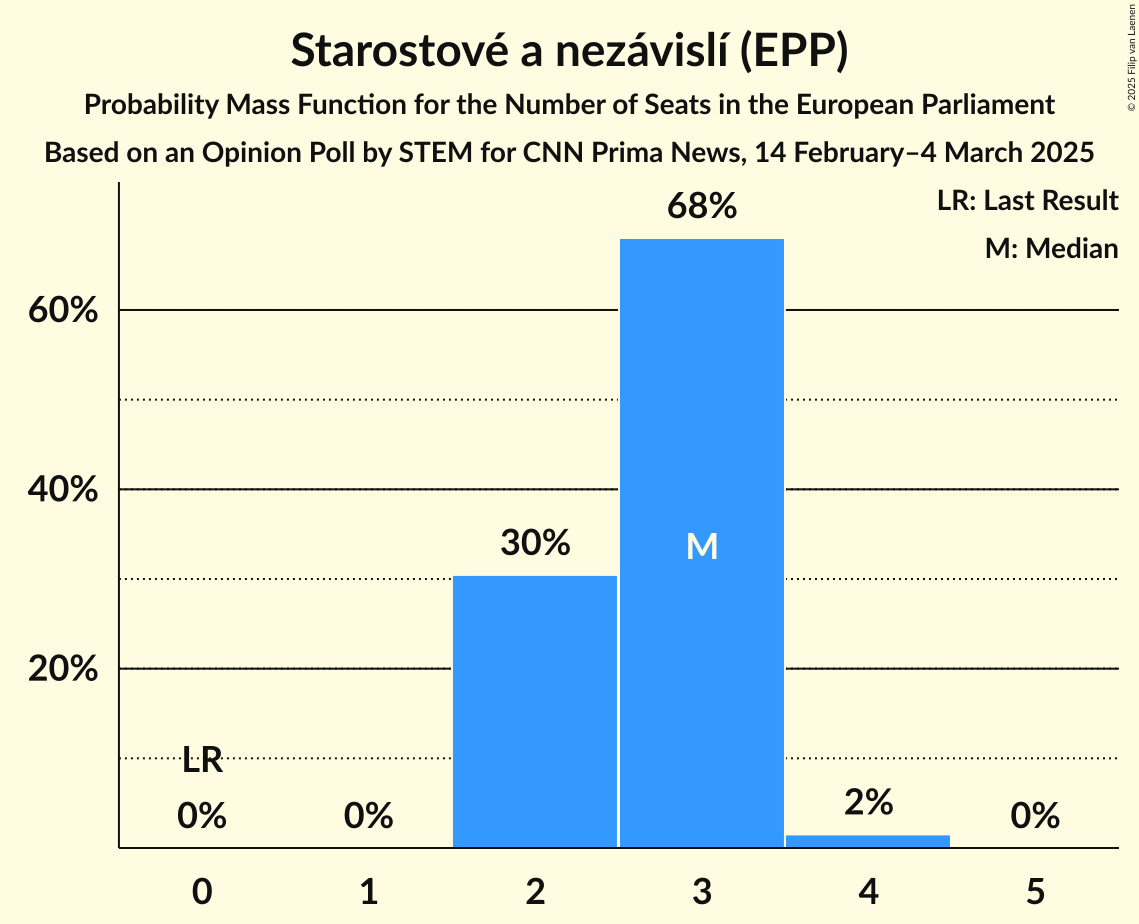 Starostové a nezávislí (EPP)
Probability Mass Function for the Number of Seats in the European Parliament
Based on an Opinion Poll by STEM for CNN Prima News, 14 February–4 March 2025
© 2025 Filip van Laenen
LR: Last Result
M: Median
68%
60%
40%
30%
M
20%
LR
0%
0%
2%
0%
0
1
2
3
4
5